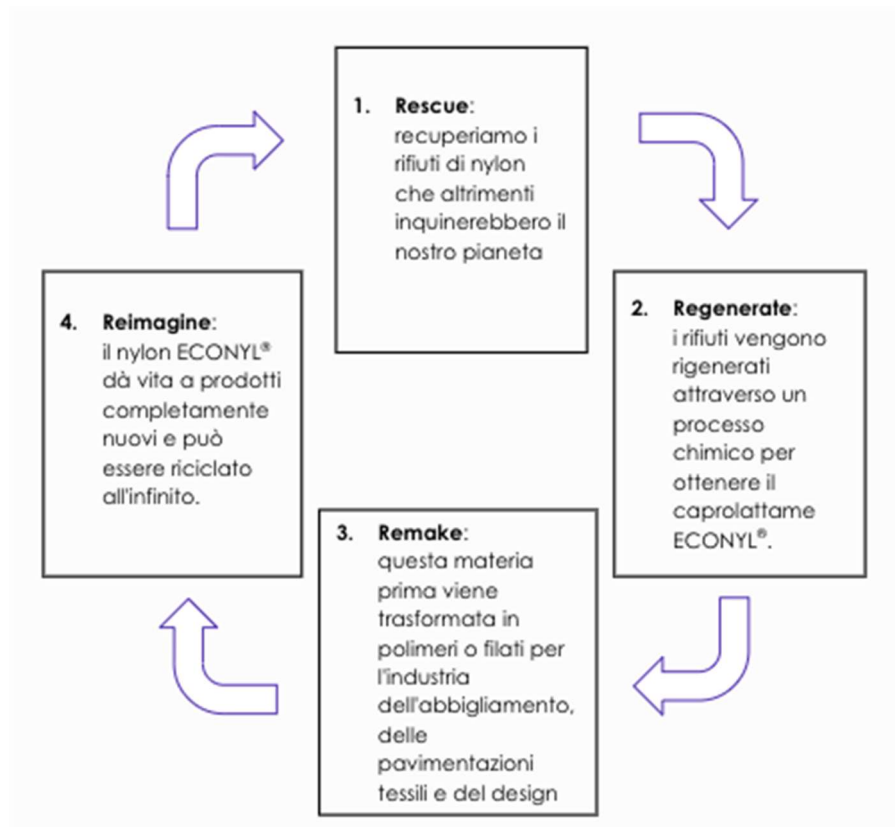 1. Rescue:
recuperiamo i
rifiuti di nylon
che altrimenti
inquinerebbero il
nostro pianeta
2. Regenerate:
i rifiuti vengono
rigenerati
attraverso un
processo
chimico per
ottenere il
caprolattame
ECONYL®.
3. Remake:
questa materia
prima viene
trasformata in
polimeri o filati per
l'industria
dell'abbigliamento,
delle
pavimentazioni
tessili e del design
4. Reimagine:
il nylon ECONYL®
dà vita a prodotti
completamente
nuovi e può
essere riciclato
all'infinito.